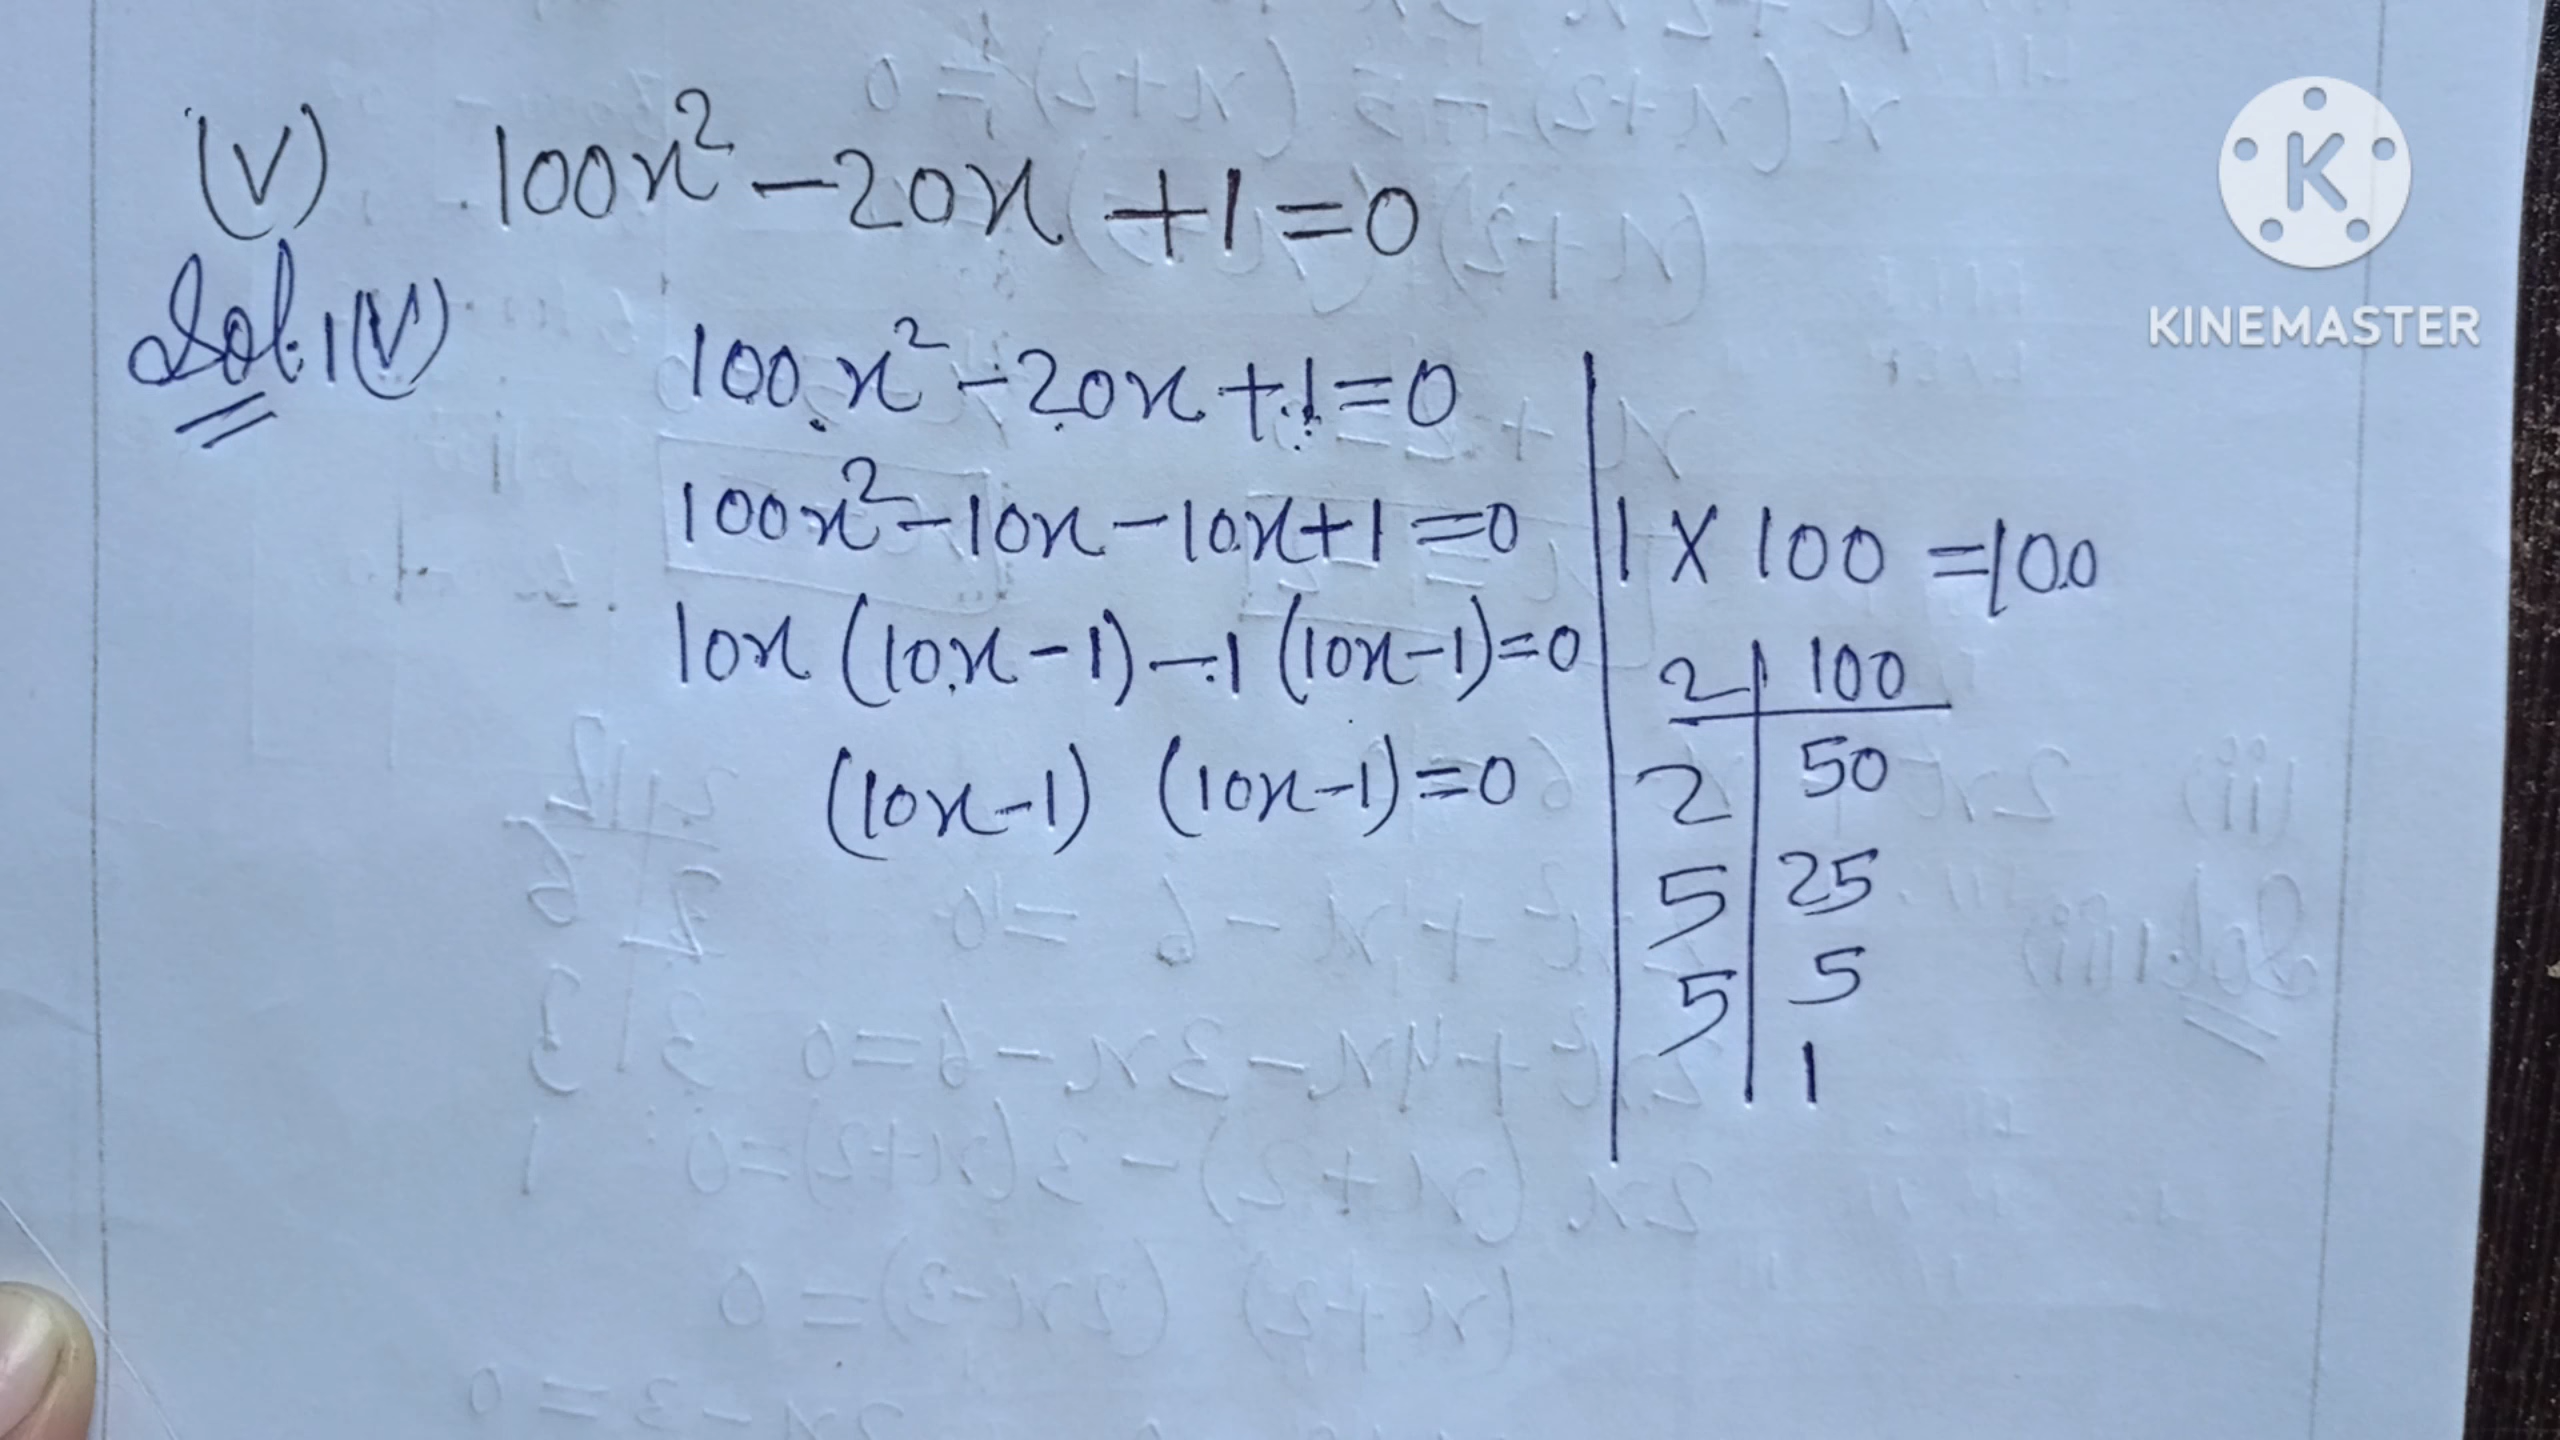 (V) 100x² - 20x + 1 = 0
Sol. 1(V) 100x² - 20x + 1 = 0
100x² - 10x - 10x + 1 = 0
10x (10x - 1) - 1 (10x - 1) = 0
(10x - 1) (10x - 1) = 0
1 X 100 = 100
2 | 100
2 | 50
5 | 25
5 | 5
1
K
KINEMASTER